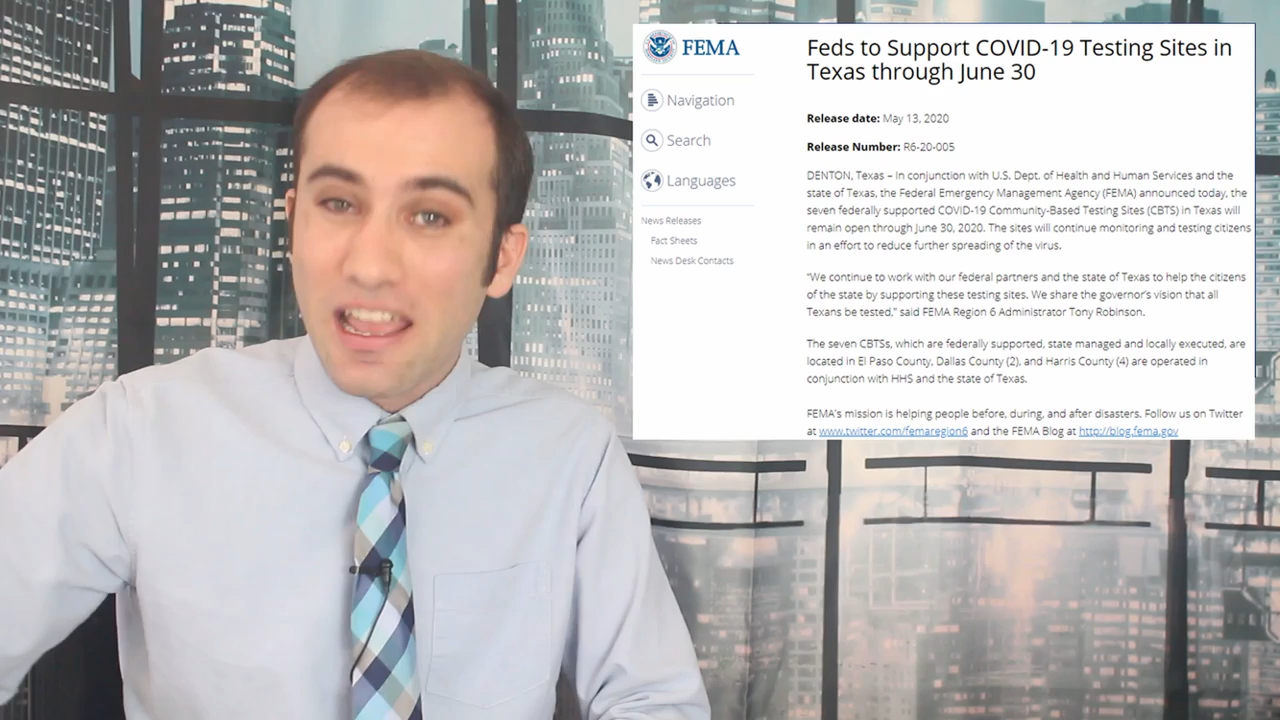 FEMA
Navigation
Search
Languages
News Releases
Fact Sheets
News Desk Contacts
Feds to Support COVID-19 Testing Sites in
Texas through June 30
Release date: May 13, 2020
Release Number: R6-20-005
DENTON, Texas – In conjunction with U.S. Dept. of Health and Human Services and the
state of Texas, the Federal Emergency Management Agency (FEMA) announced today, the
seven federally supported COVID-19 Community-Based Testing Sites (CBTS) in Texas will
remain open through June 30, 2020. The sites will continue monitoring and testing citizens
in an effort to reduce further spreading of the virus.
"We continue to work with our federal partners and the state of Texas to help the citizens
of the state by supporting these testing sites. We share the governor's vision that all
Texans be tested," said FEMA Region 6 Administrator Tony Robinson.
The seven CBTSs, which are federally supported, state managed and locally executed, are
located in El Paso County, Dallas County (2), and Harris County (4) are operated in
conjunction with HHS and the state of Texas.
FEMA's mission is helping people before, during, and after disasters. Follow us on Twitter
at www.twitter.com/femaregion6 and the FEMA Blog at http://blog.fema.gov